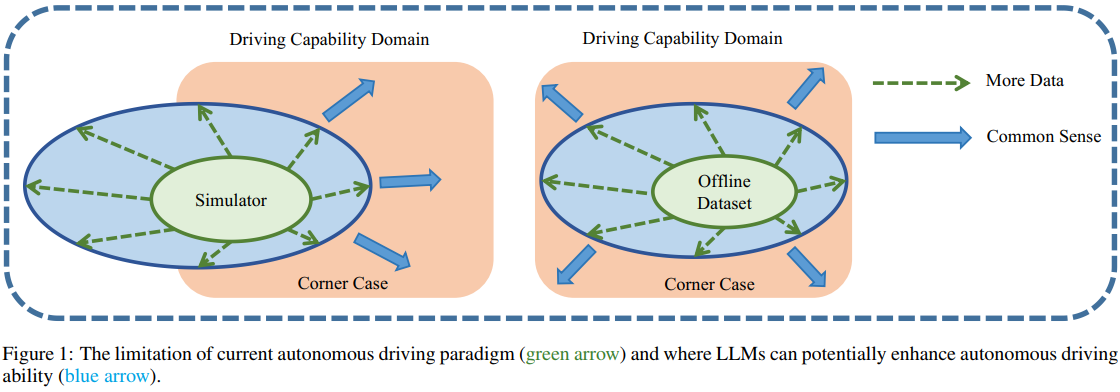 Driving Capability Domain
Simulator
Corner Case
Driving Capability Domain
Offline
Dataset
Corner Case
More Data
Common Sense
Figure 1: The limitation of current autonomous driving paradigm (green arrow) and where LLMs can potentially enhance autonomous driving
ability (blue arrow).